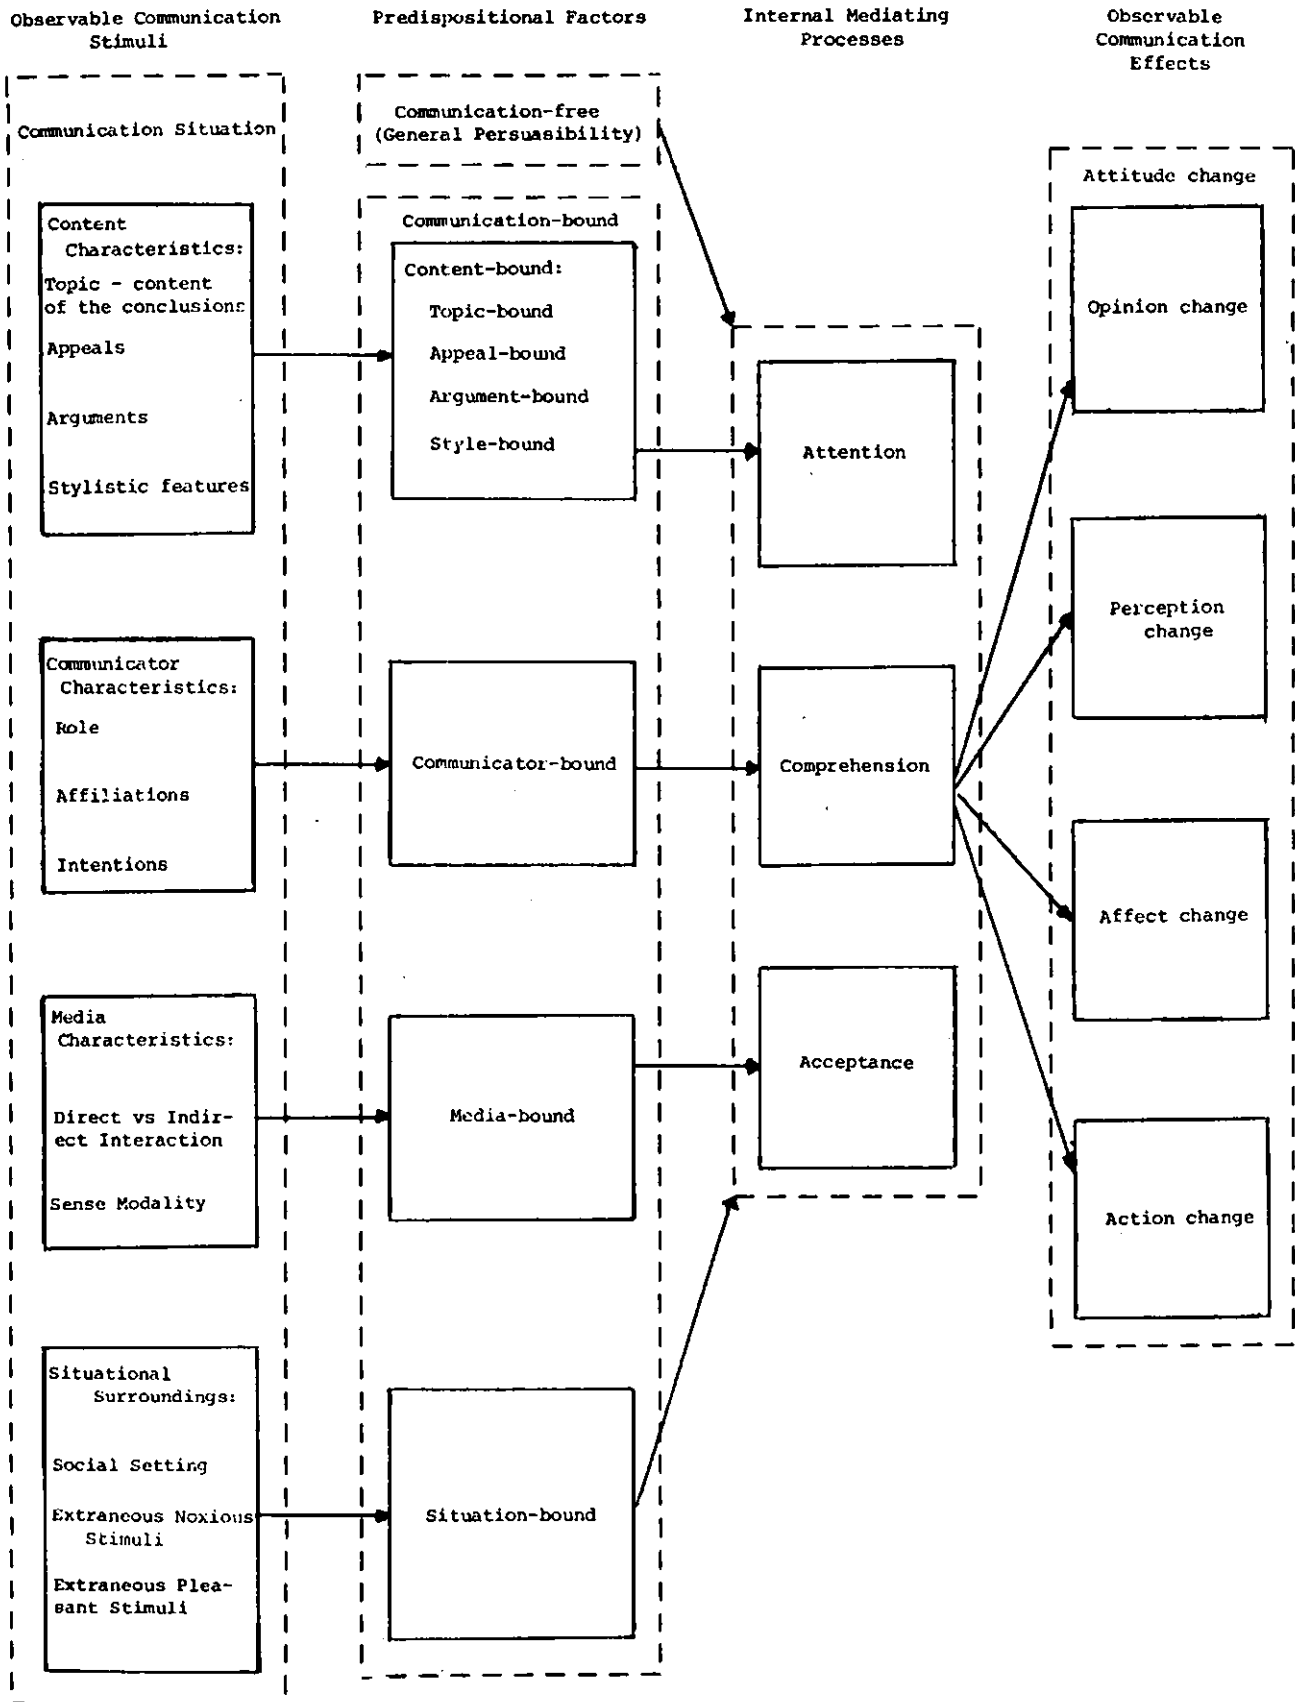 Observable Communication
Stimuli
Predispositional Factors
Internal Mediating
Processes
Observable
Communication
Effects
Communication Situation
Content
Characteristics:
Topic - content
of the conclusions
Appeals
Arguments
Stylistic features
Communicator
Characteristics:
Role
Affiliations
Intentions
Media
Characteristics:
Direct vs Indir-
ect Interaction
Sense Modality
Situational
Surroundings:
Social Setting
Extraneous Noxious
Stimuli
Extraneous Plea-
sant Stimuli
Communication-free
(General Persuasibility)
Communication-bound
Content-bound:
Topic-bound
Appeal-bound
Argument-bound
Style-bound
Communicator-bound
Media-bound
Situation-bound
Attention
Comprehension
Acceptance
Attitude change
Opinion change
Perception
change
Affect change
Action change